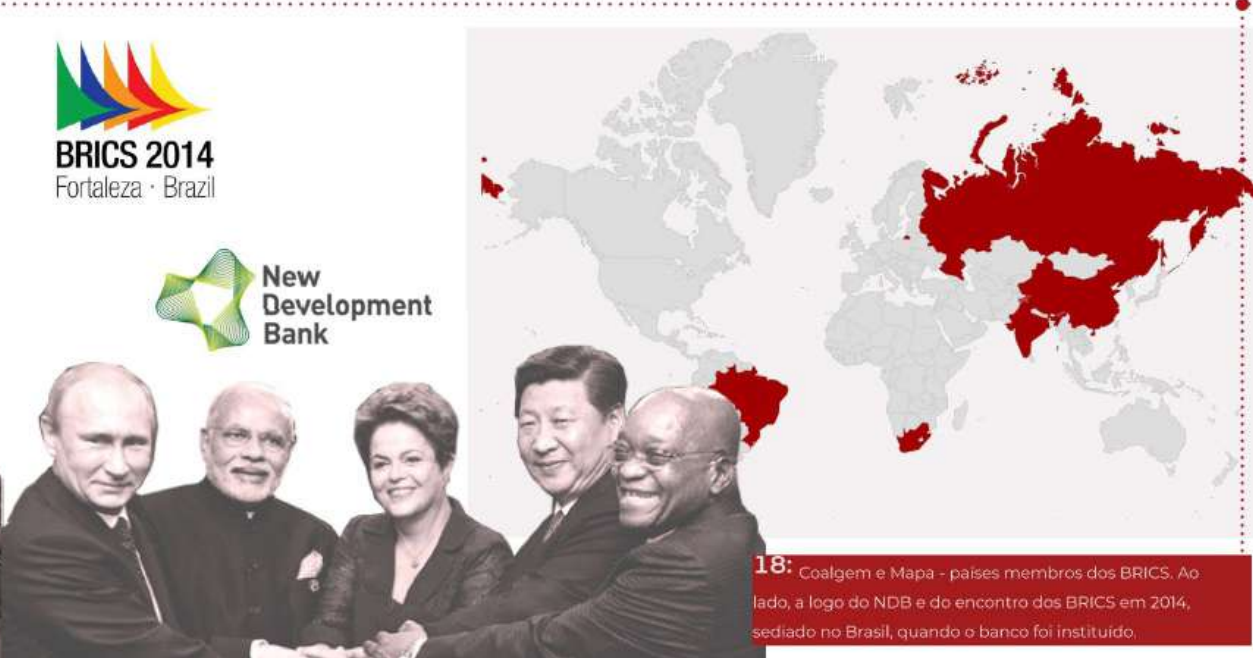 BRICS 2014
Fortaleza · Brazil
New
Development
Bank
18: Coalgem e Mapa - países membros dos BRICS. Ao
lado, a logo do NDB e do encontro dos BRICS em 2014,
sediado no Brasil, quando o banco foi instituído.